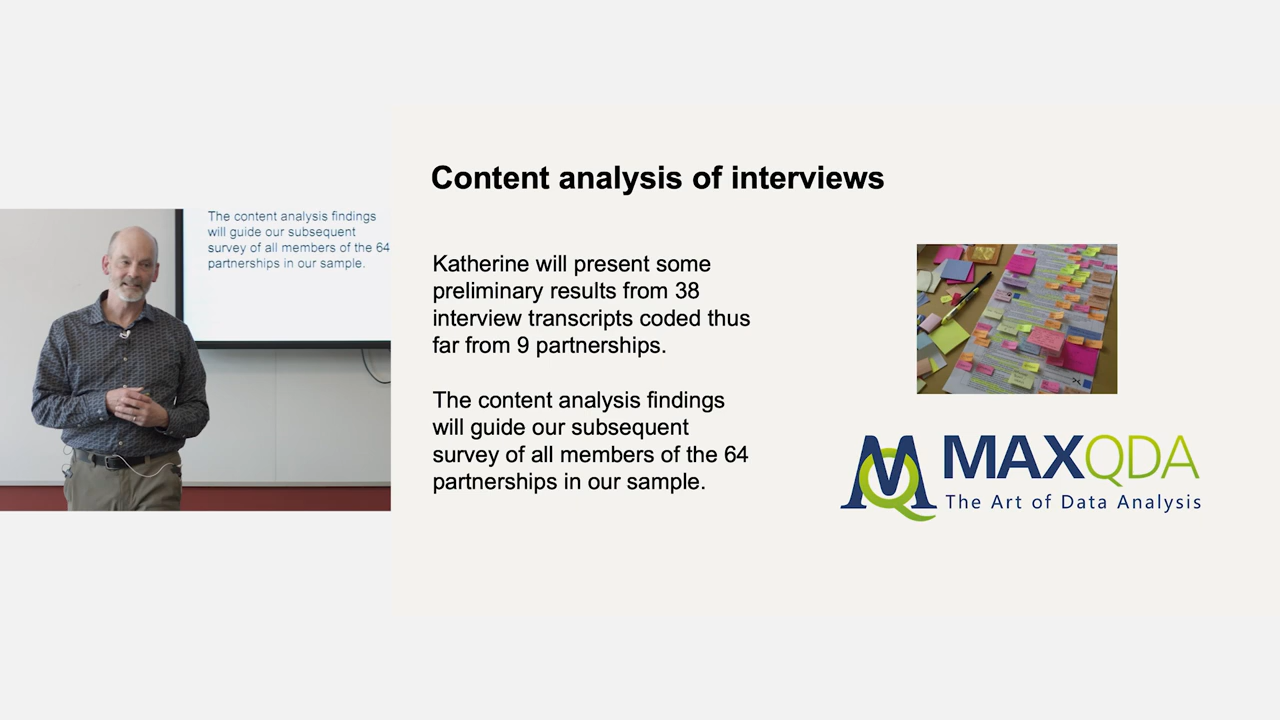 The content analysis findings
will guide our subsequent
survey of all members of the 64
partnerships in our sample.
Content analysis of interviews
Katherine will present some
preliminary results from 38
interview transcripts coded thus
far from 9 partnerships.
The content analysis findings
will guide our subsequent
survey of all members of the 64
partnerships in our sample.
MQ MAXQDA
The Art of Data Analysis